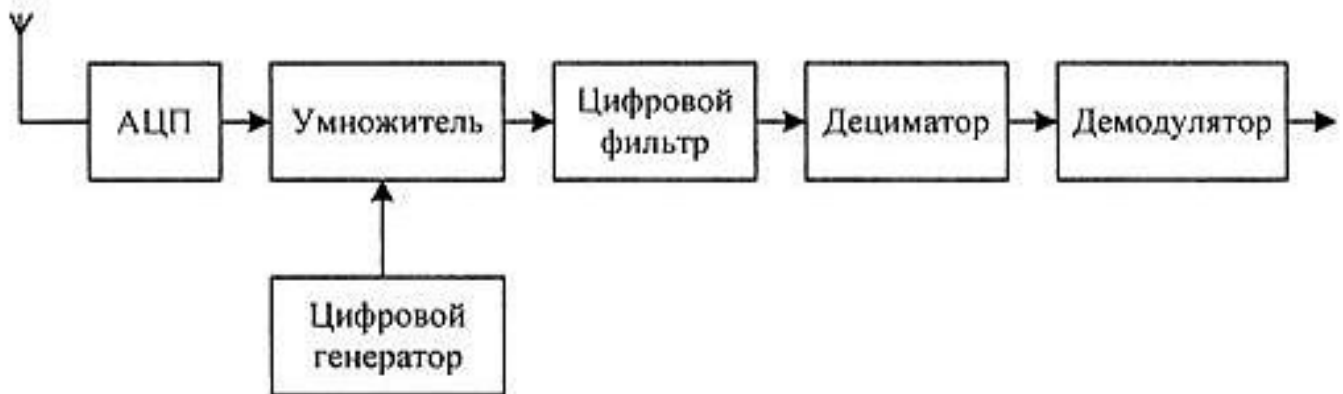 АЦП
Умножитель
Цифровой
фильтр
Дециматор
Демодулятор
Цифровой
генератор